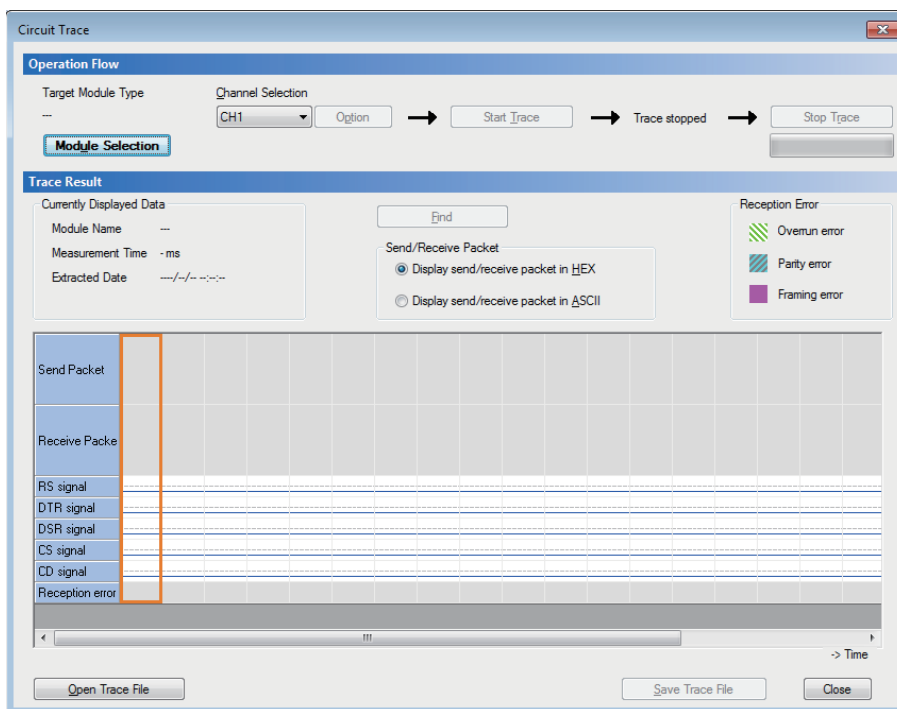 Circuit Trace
Operation Flow
Target Module Type
Channel Selection
---
CH1
Option
Start Trace
Trace stopped
Stop Trace
Module Selection
Trace Result
Currently Displayed Data
Module Name ---
Measurement Time - ms
Extracted Date ----/--/-- --:--:--
Find
Send/Receive Packet
Display send/receive packet in HEX
Display send/receive packet in ASCII
Reception Error
Overrun error
Parity error
Framing error
Send Packet
Receive Packe
RS signal
DTR signal
DSR signal
CS signal
CD signal
Reception error
-> Time
Open Trace File
Save Trace File
Close